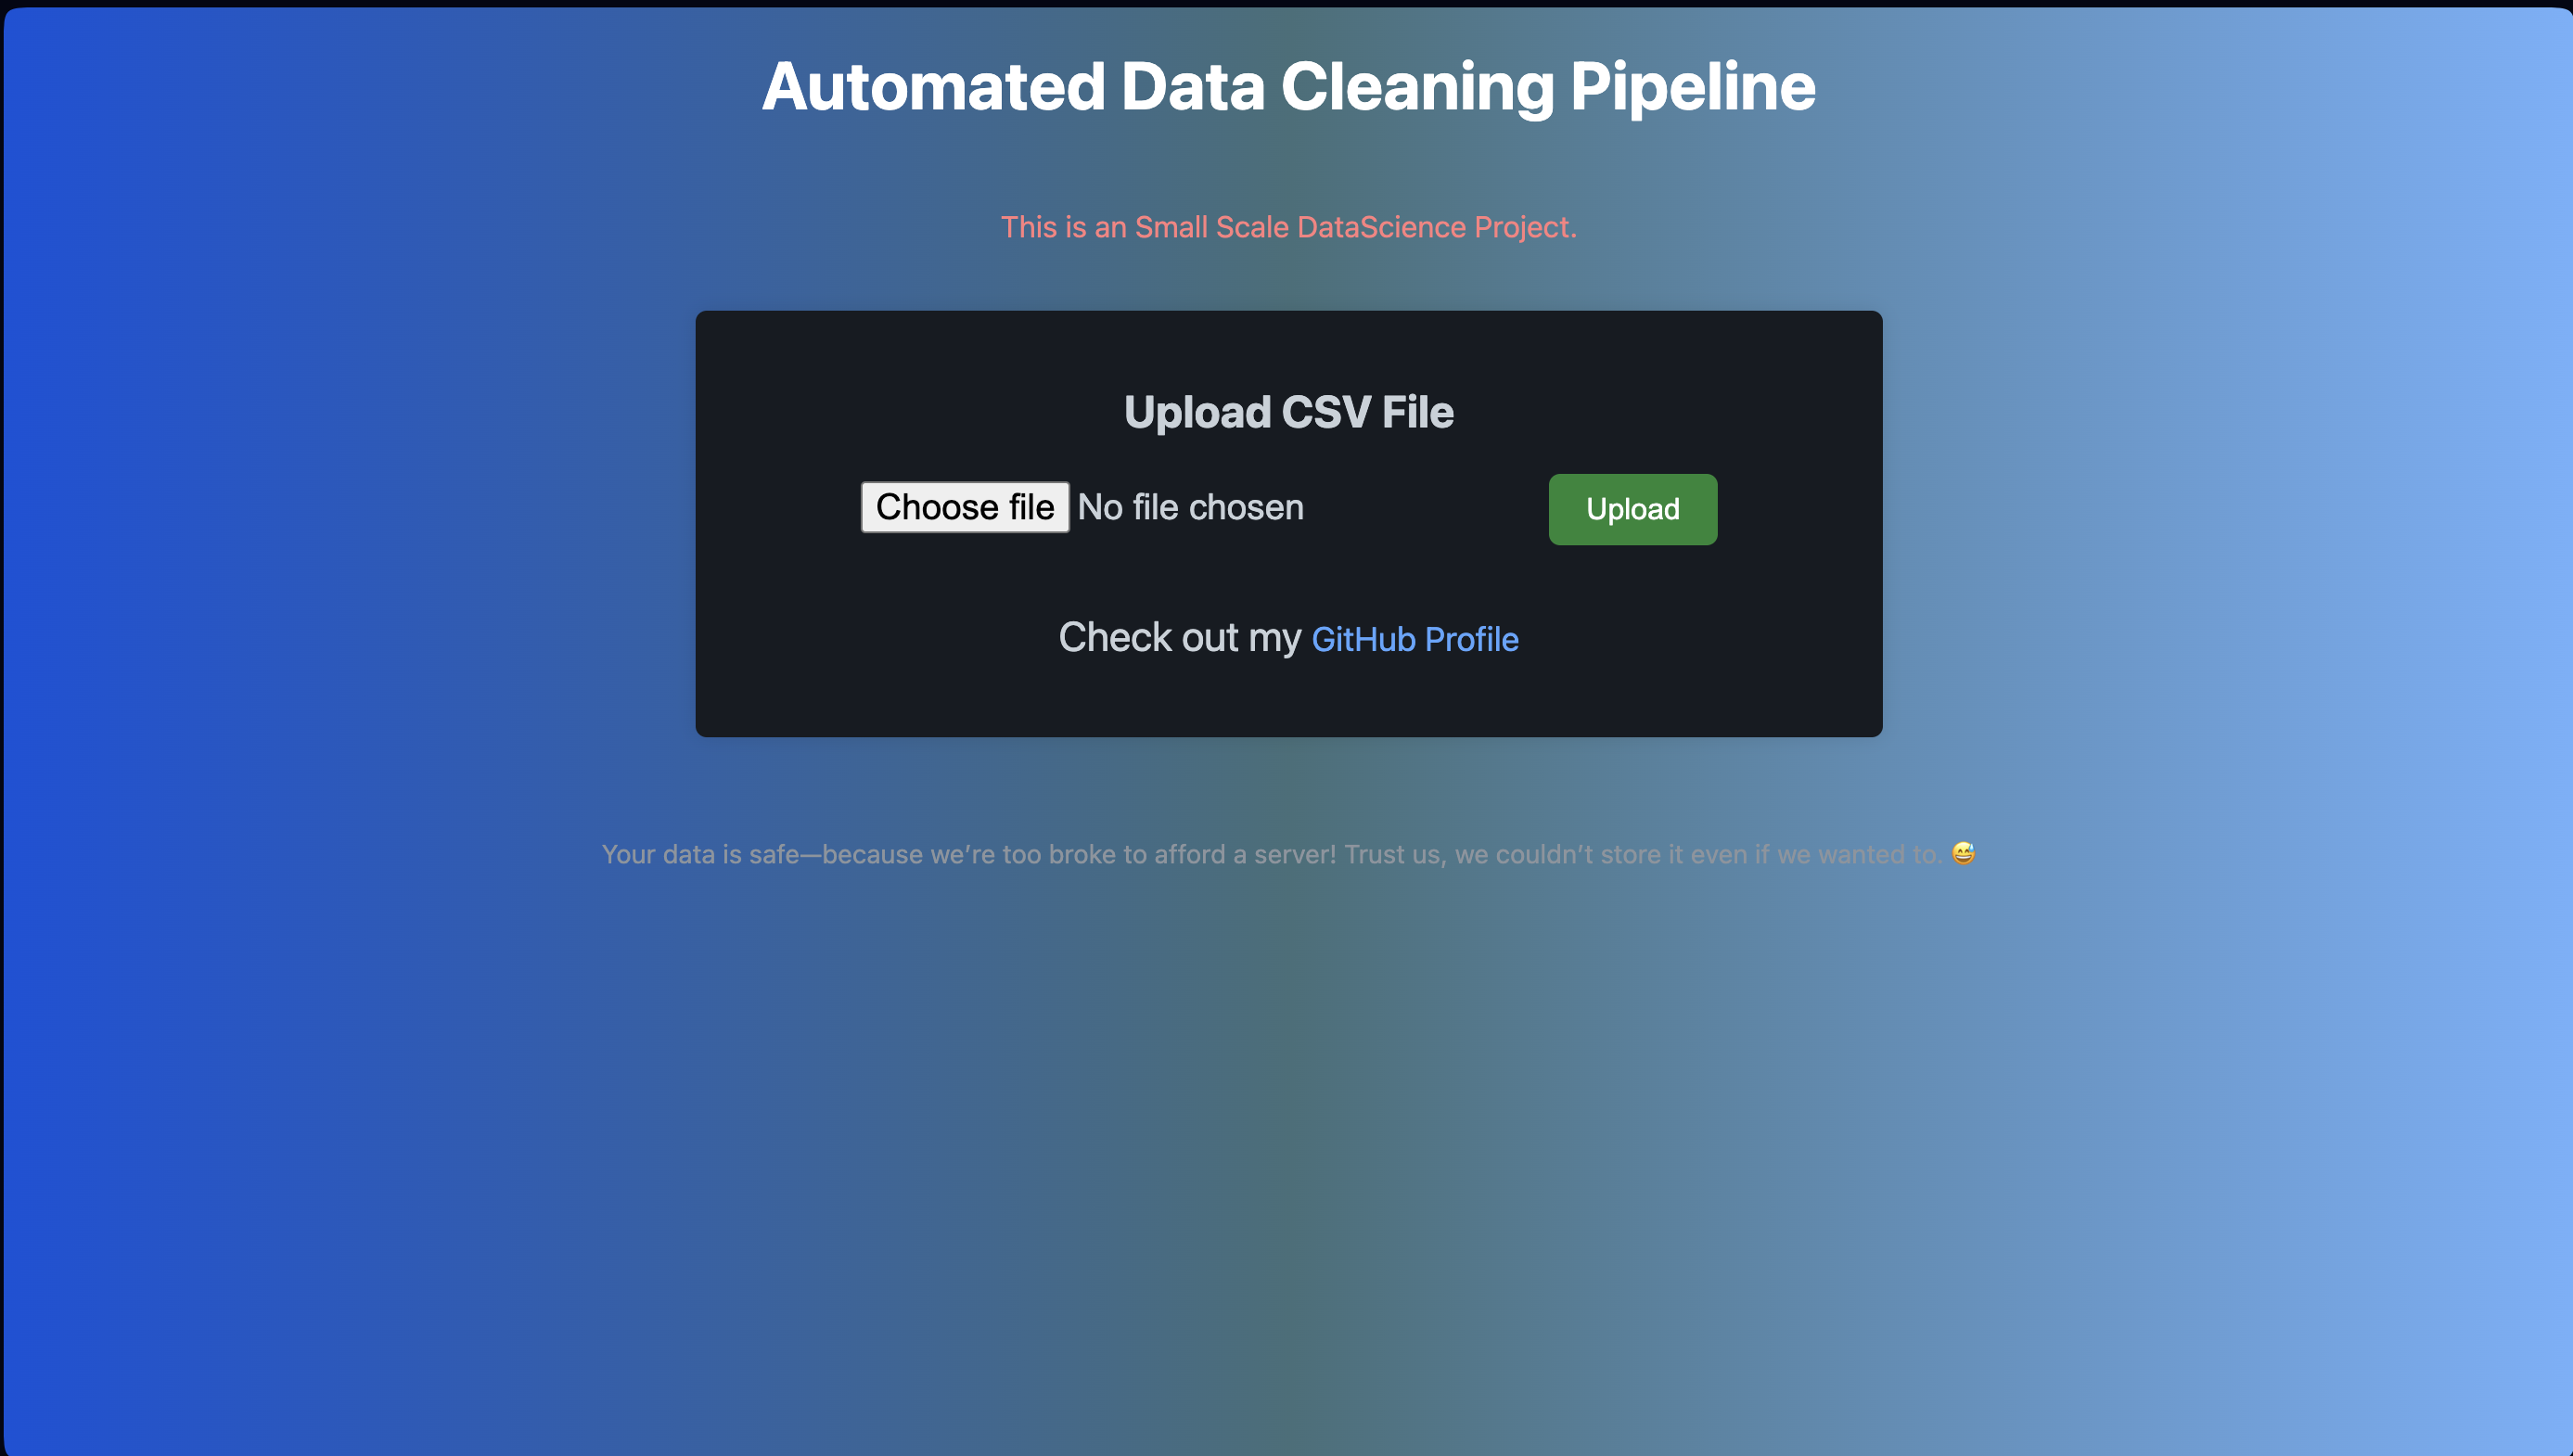 Automated Data Cleaning Pipeline
This is an Small Scale DataScience Project.
Upload CSV File
Choose file No file chosen Upload
Check out my GitHub Profile
Your data is safe—because we’re too broke to afford a server! Trust us, we couldn’t store it even if we wanted to. 😅